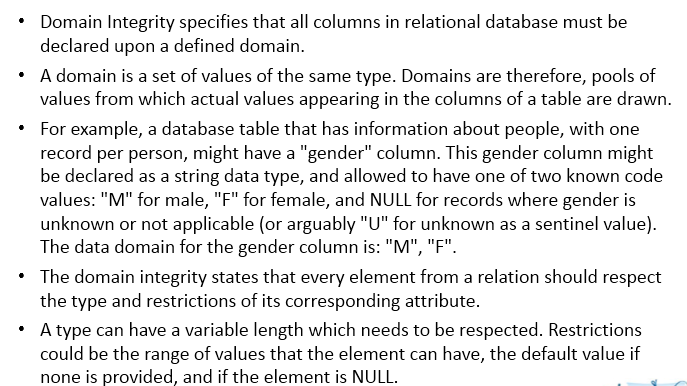 • Domain Integrity specifies that all columns in relational database must be
declared upon a defined domain.
• A domain is a set of values of the same type. Domains are therefore, pools of
values from which actual values appearing in the columns of a table are drawn.
• For example, a database table that has information about people, with one
record per person, might have a "gender" column. This gender column might
be declared as a string data type, and allowed to have one of two known code
values: "M" for male, "F" for female, and NULL for records where gender is
unknown or not applicable (or arguably "U" for unknown as a sentinel value).
The data domain for the gender column is: "M", "F".
• The domain integrity states that every element from a relation should respect
the type and restrictions of its corresponding attribute.
• A type can have a variable length which needs to be respected. Restrictions
could be the range of values that the element can have, the default value if
none is provided, and if the element is NULL.